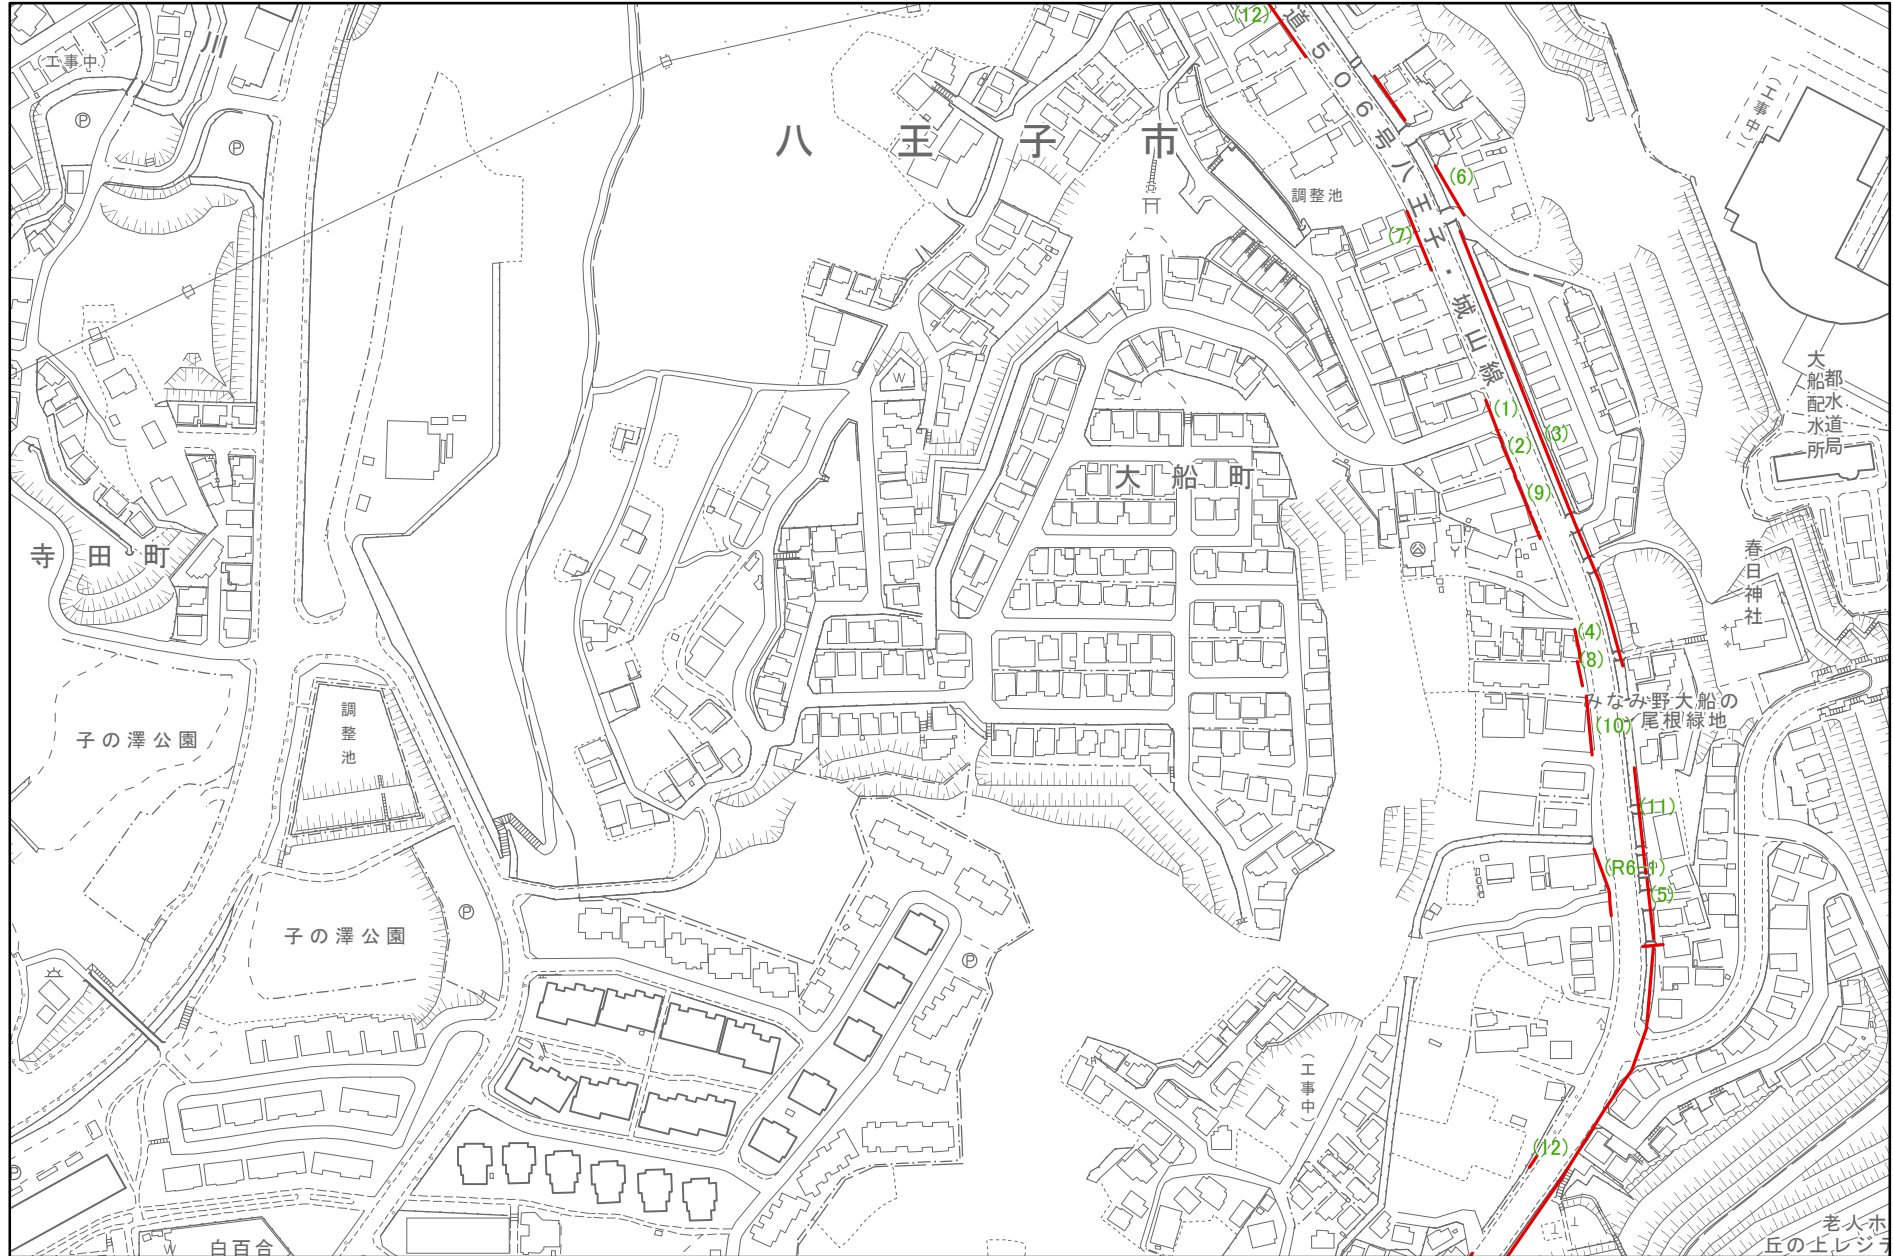 川
(工事中)
Ⓟ
Ⓟ
八王子市
(12)
道506号八王子・城山線
(6)
調整池
(7)
(工事中)
W
(1)
(2)
(3)
(9)
大船配水所
都水道局
大船町
寺田町
春日神社
(4)
(8)
みなみ野大船の
尾根緑地
(10)
調整池
子の澤公園
(11)
(R6-1)
(5)
Ⓟ
子の澤公園
Ⓟ
(工事中)
(12)
W
白百合
老人ホ
丘の上レジデ